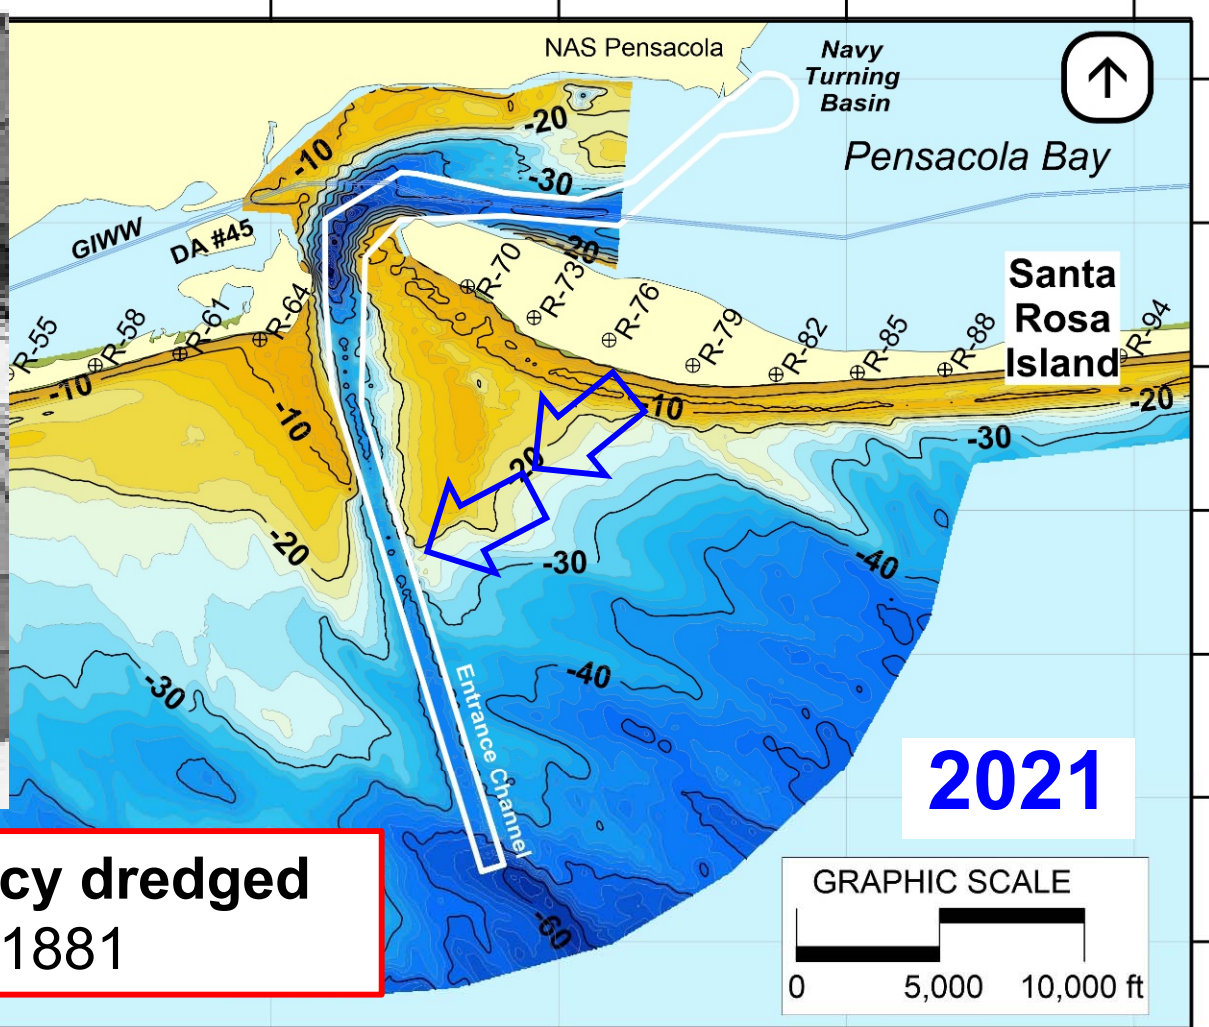 NAS Pensacola
Navy
Turning
Basin
Pensacola Bay
-20
-10
-30
GIWW
DA #45
-20
R-55
R-58
R-61
R-64
R-70
R-73
R-76
R-79
R-82
R-85
R-88
R-94
Santa
Rosa
Island
-10
-10
-10
-20
-30
-20
-20
-30
-40
-30
-40
Entrance Channel
-60
2021
cy dredged
1881
GRAPHIC SCALE
0 5,000 10,000 ft